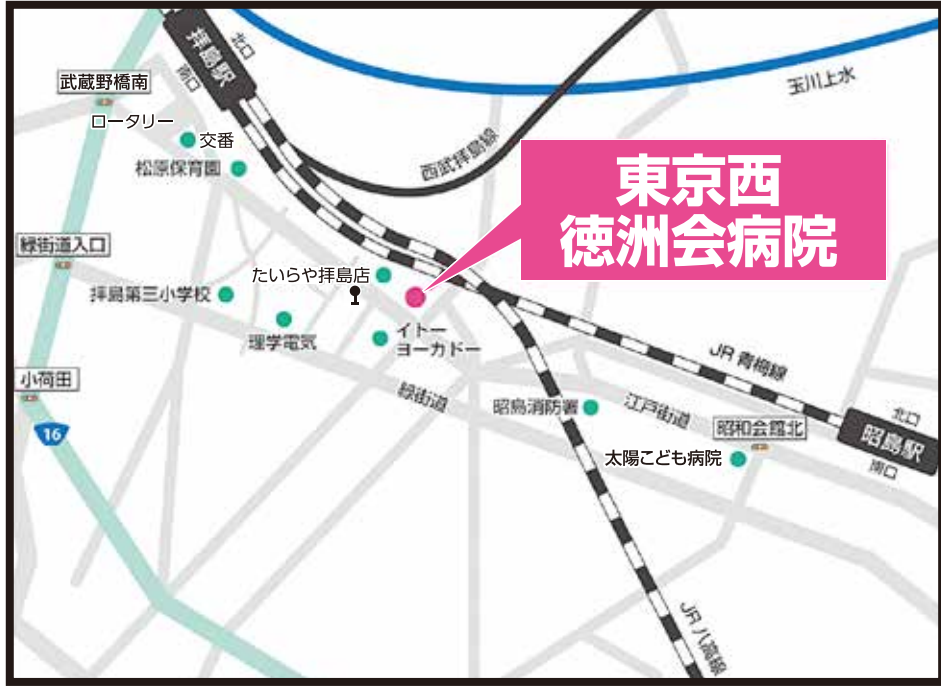 拝島駅
北口
南口
武蔵野橋南
ロータリー
交番
松原保育園
玉川上水
西武拝島線
東京西
徳洲会病院
緑街道入口
拝島第三小学校
たいらや拝島店
理学電気
イトー
ヨーカドー
小荷田
16
緑街道
JR 青梅線
昭島消防署
江戸街道
昭和会館北
太陽こども病院
北口
昭島駅
南口
JR 八高線